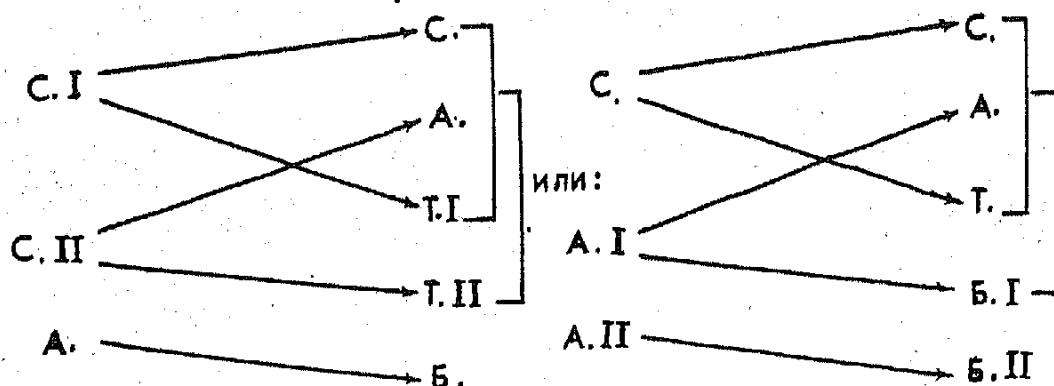 С. I
С. II
А.
С.
А.
Т. I
Т. II
Б.
или:
С.
А. I
А. II
С.
А.
Т.
Б. I
Б. II